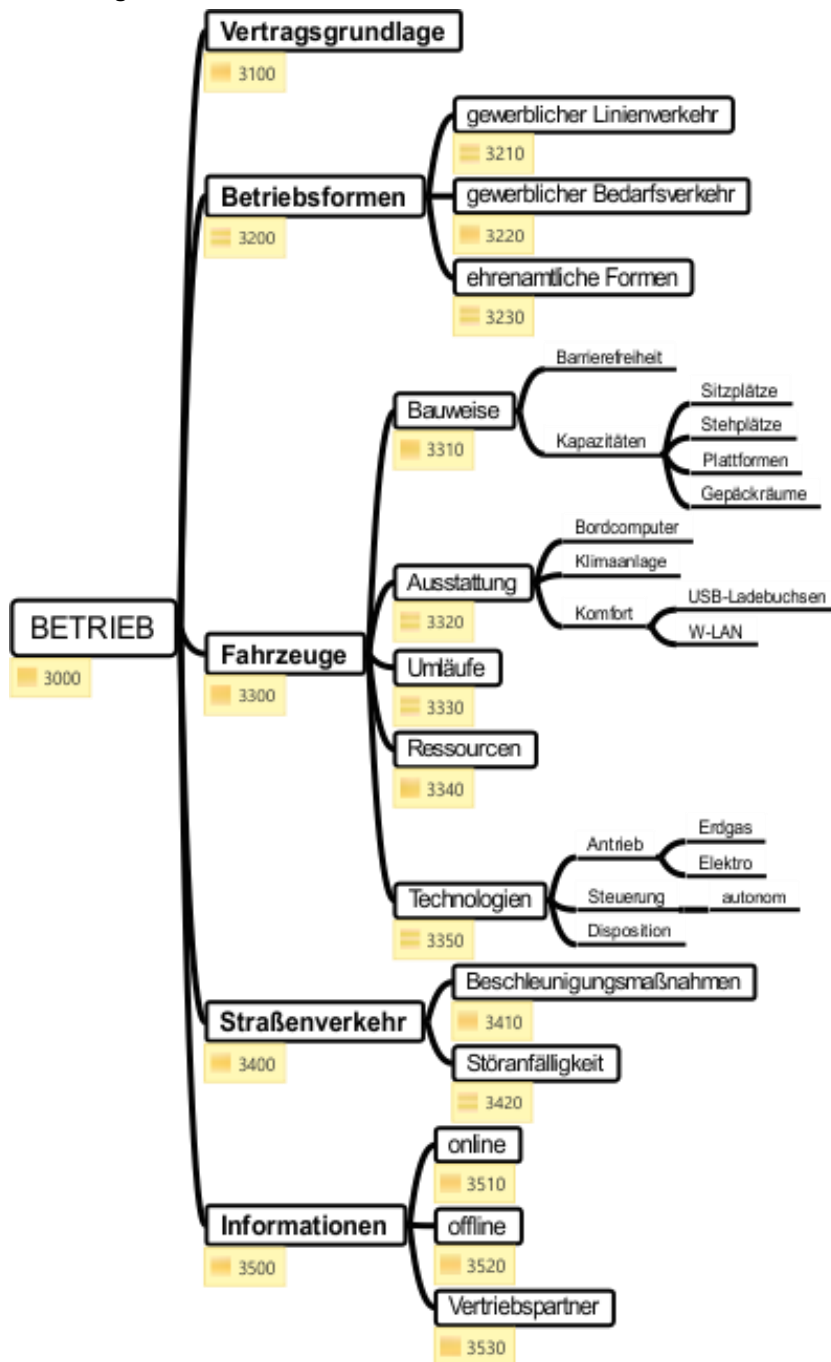 Vertragsgrundlage
3100
gewerblicher Linienverkehr
3210
Betriebsformen
3200
gewerblicher Bedarfsverkehr
3220
ehrenamtliche Formen
3230
Barrierefreiheit
Bauweise
3310
Kapazitäten
Sitzplätze
Stehplätze
Plattformen
Gepäckräume
Bordcomputer
Klimaanlage
Ausstattung
3320
Komfort
USB-Ladebuchsen
W-LAN
BETRIEB
3000
Fahrzeuge
3300
Umläufe
3330
Ressourcen
3340
Antrieb
Erdgas
Elektro
Technologien
3350
Steuerung
autonom
Disposition
Beschleunigungsmaßnahmen
3410
Straßenverkehr
3400
Störanfälligkeit
3420
online
3510
Informationen
3500
offline
3520
Vertriebspartner
3530